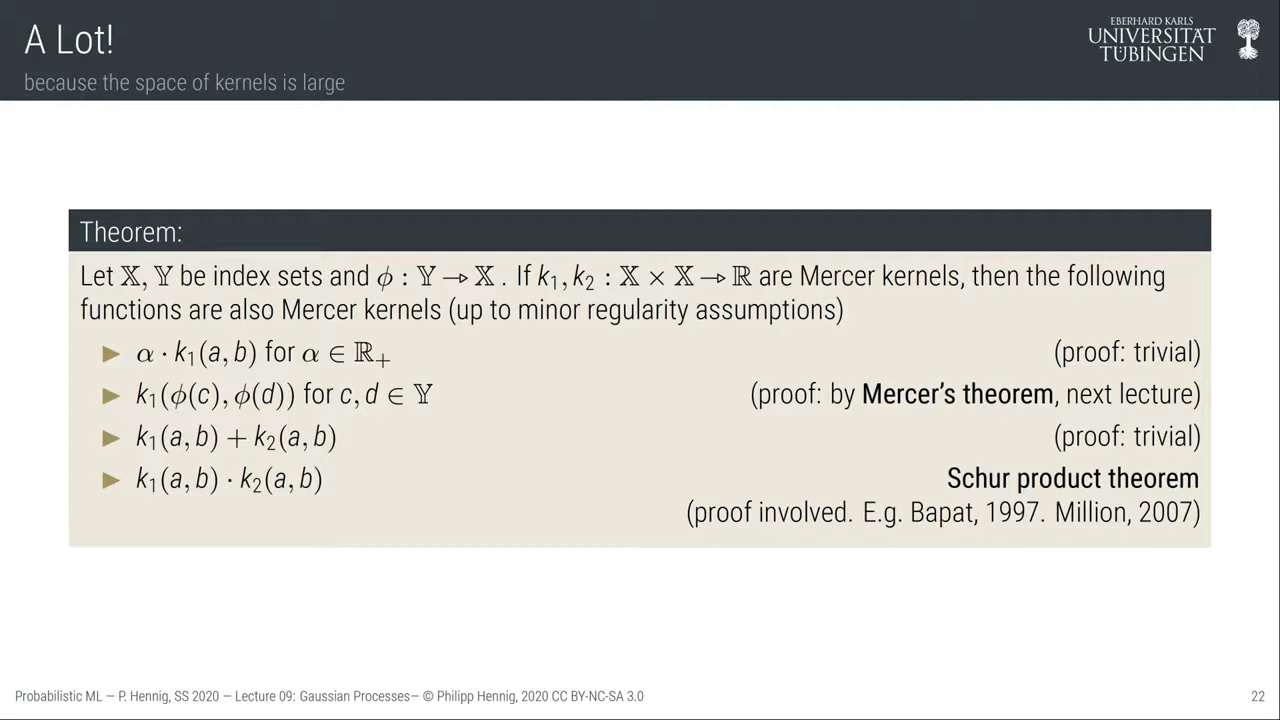 A Lot!
because the space of kernels is large
EBERHARD KARLS
UNIVERSITÄT
TÜBINGEN
Theorem:
Let 𝕏, 𝕐 be index sets and ϕ : 𝕐 → 𝕏 . If k₁, k₂ : 𝕏 × 𝕏 → ℝ are Mercer kernels, then the following
functions are also Mercer kernels (up to minor regularity assumptions)
▶ α · k₁(a, b) for α ∈ ℝ₊ (proof: trivial)
▶ k₁(ϕ(c), ϕ(d)) for c, d ∈ 𝕐 (proof: by Mercer’s theorem, next lecture)
▶ k₁(a, b) + k₂(a, b) (proof: trivial)
▶ k₁(a, b) · k₂(a, b) Schur product theorem
(proof involved. E.g. Bapat, 1997. Million, 2007)
Probabilistic ML — P. Hennig, SS 2020 — Lecture 09: Gaussian Processes— © Philipp Hennig, 2020 CC BY-NC-SA 3.0 22